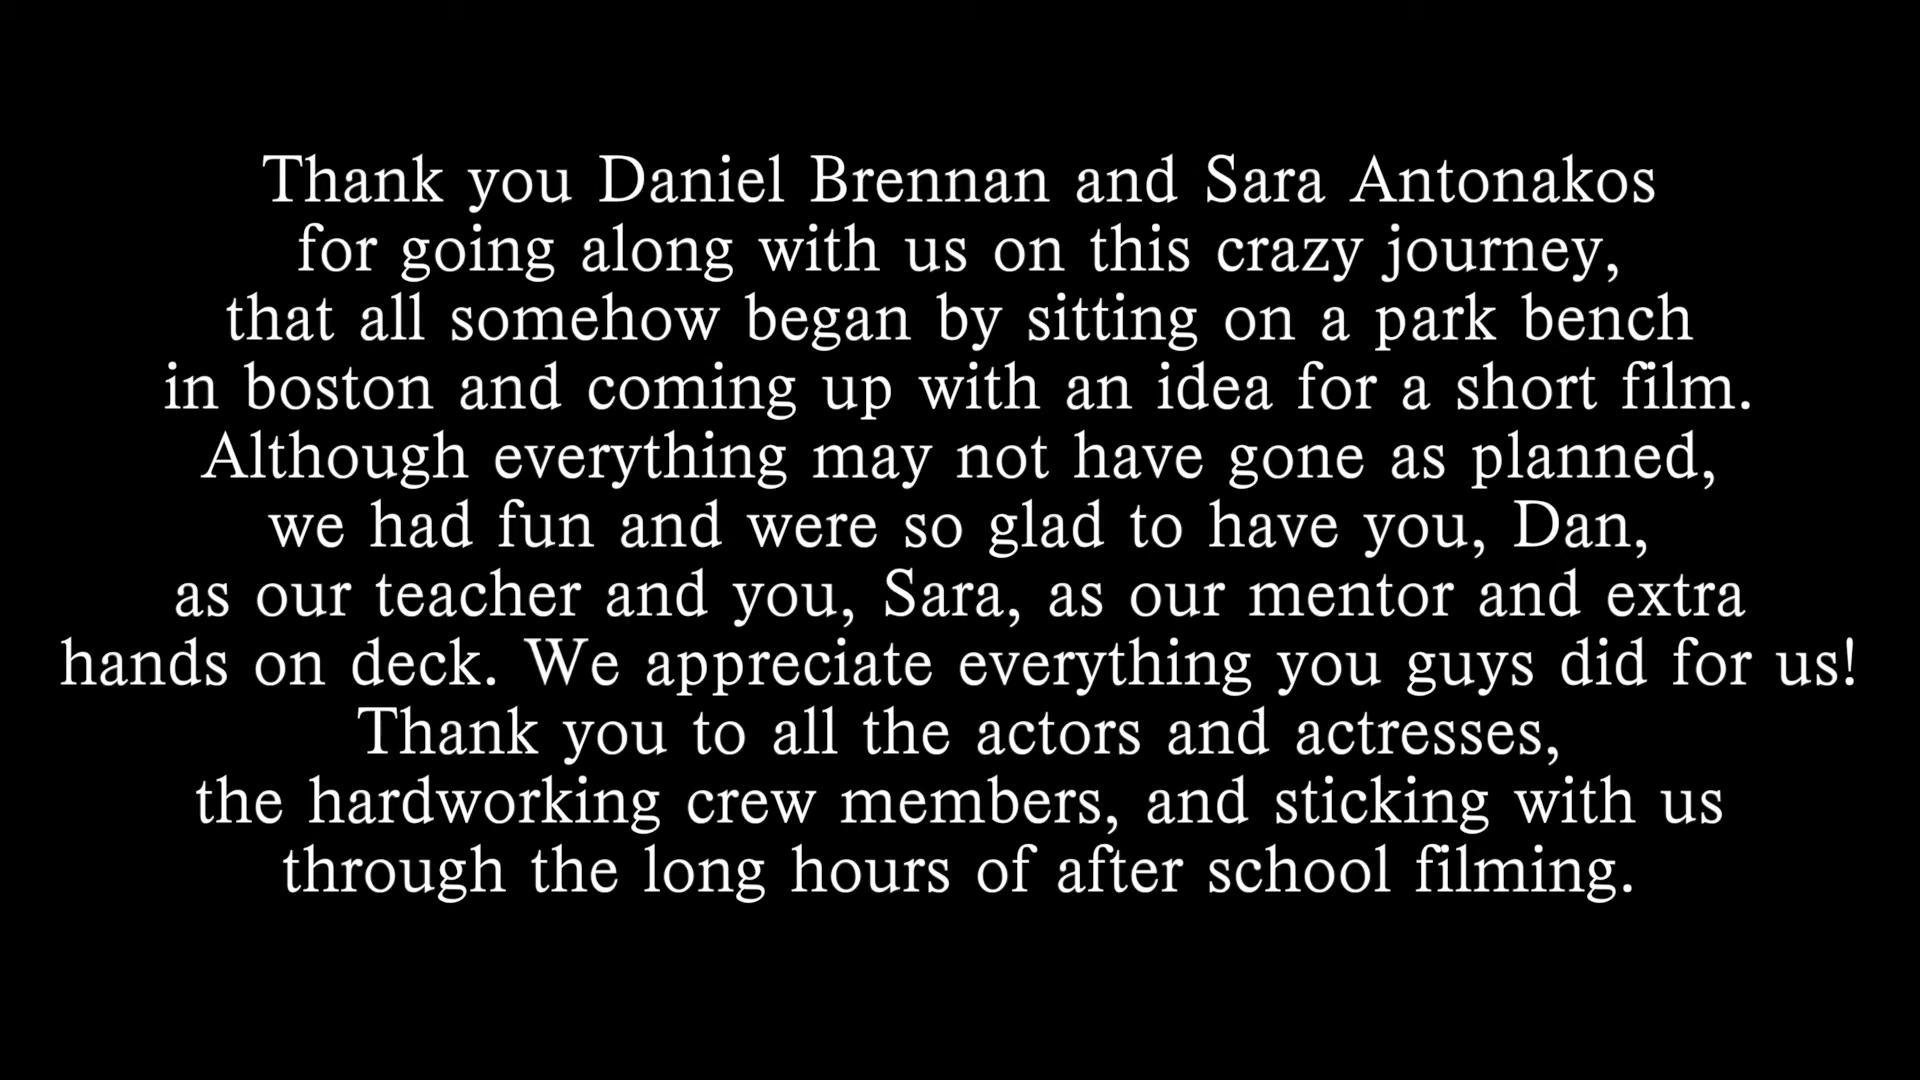 Thank you Daniel Brennan and Sara Antonakos
for going along with us on this crazy journey,
that all somehow began by sitting on a park bench
in boston and coming up with an idea for a short film.
Although everything may not have gone as planned,
we had fun and were so glad to have you, Dan,
as our teacher and you, Sara, as our mentor and extra
hands on deck. We appreciate everything you guys did for us!
Thank you to all the actors and actresses,
the hardworking crew members, and sticking with us
through the long hours of after school filming.